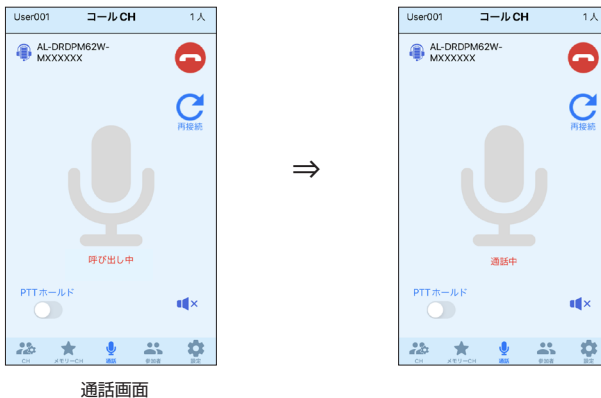 User001 コールCH 1人
AL-DRDPM62W-
MXXXXXX
再接続
呼び出し中
PTTホールド
CH メモリーCH 通話 参加者 設定
通話画面
⇒
User001 コールCH 1人
AL-DRDPM62W-
MXXXXXX
再接続
通話中
PTTホールド
CH メモリーCH 通話 参加者 設定